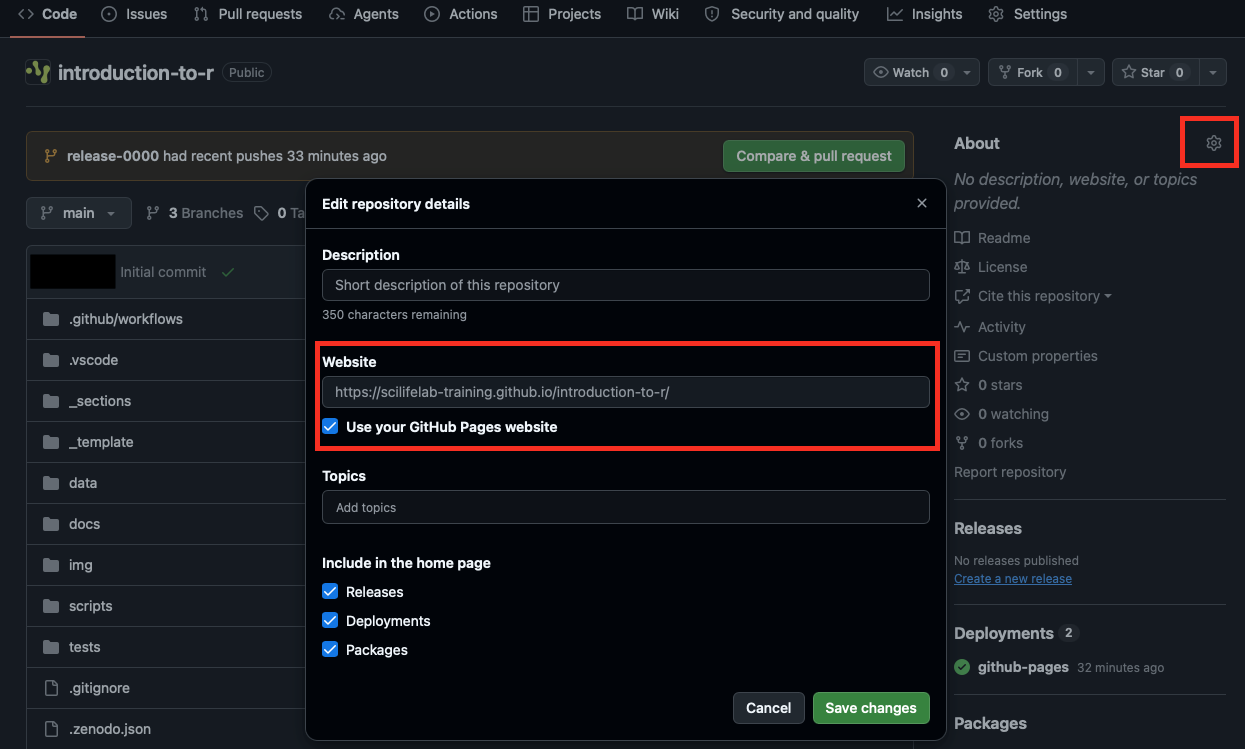 Code Issues Pull requests Agents Actions Projects Wiki Security and quality Insights Settings
introduction-to-r Public
Watch 0 Fork 0 Star 0
release-0000 had recent pushes 33 minutes ago
Compare & pull request
main 3 Branches 0 Ta
Initial commit
.github/workflows
.vscode
_sections
_template
data
docs
img
scripts
tests
.gitignore
.zenodo.json
Edit repository details
Description
Short description of this repository
350 characters remaining
Website
https://scilifelab-training.github.io/introduction-to-r/
Use your GitHub Pages website
Topics
Add topics
Include in the home page
Releases
Deployments
Packages
Cancel Save changes
About
No description, website, or topics
provided.
Readme
License
Cite this repository
Activity
Custom properties
0 stars
0 watching
0 forks
Report repository
Releases
No releases published
Create a new release
Deployments 2
github-pages 32 minutes ago
Packages